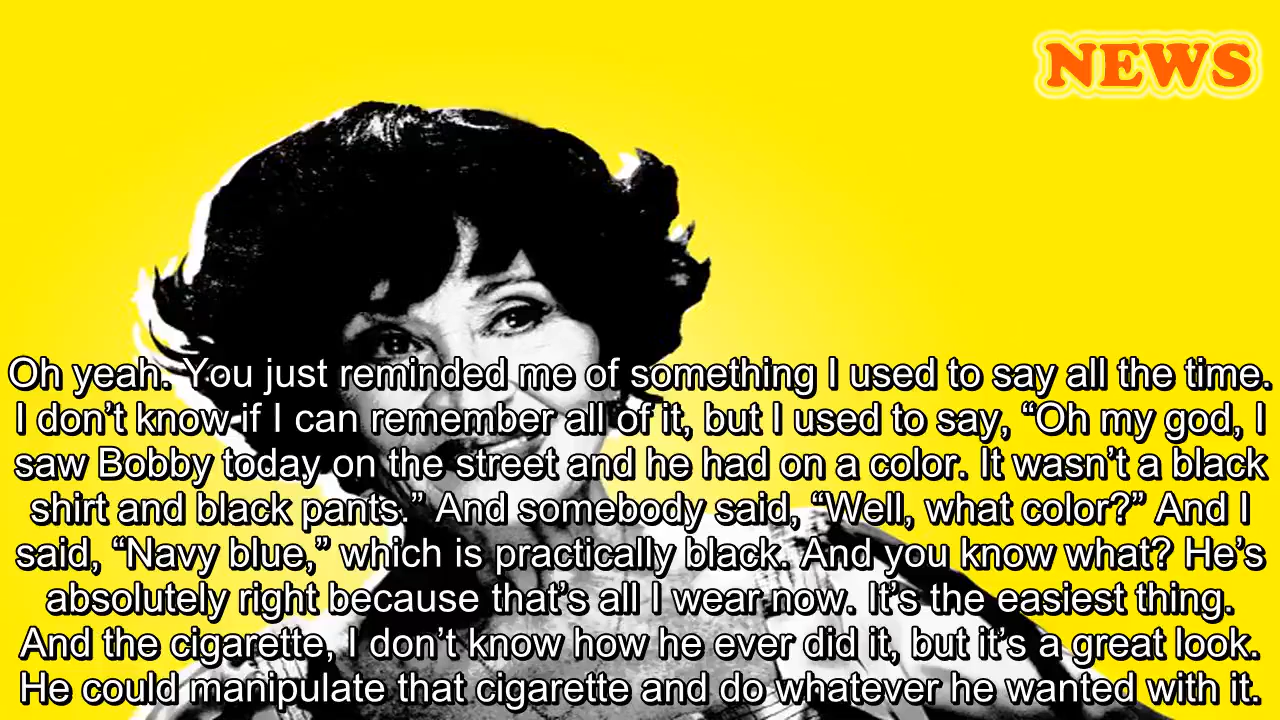 NEWS
Oh yeah. You just reminded me of something I used to say all the time.
I don’t know if I can remember all of it, but I used to say, “Oh my god, I
saw Bobby today on the street and he had on a color. It wasn’t a black
shirt and black pants.” And somebody said, “Well, what color?” And I
said, “Navy blue,” which is practically black. And you know what? He’s
absolutely right because that’s all I wear now. It’s the easiest thing.
And the cigarette, I don’t know how he ever did it, but it’s a great look.
He could manipulate that cigarette and do whatever he wanted with it.